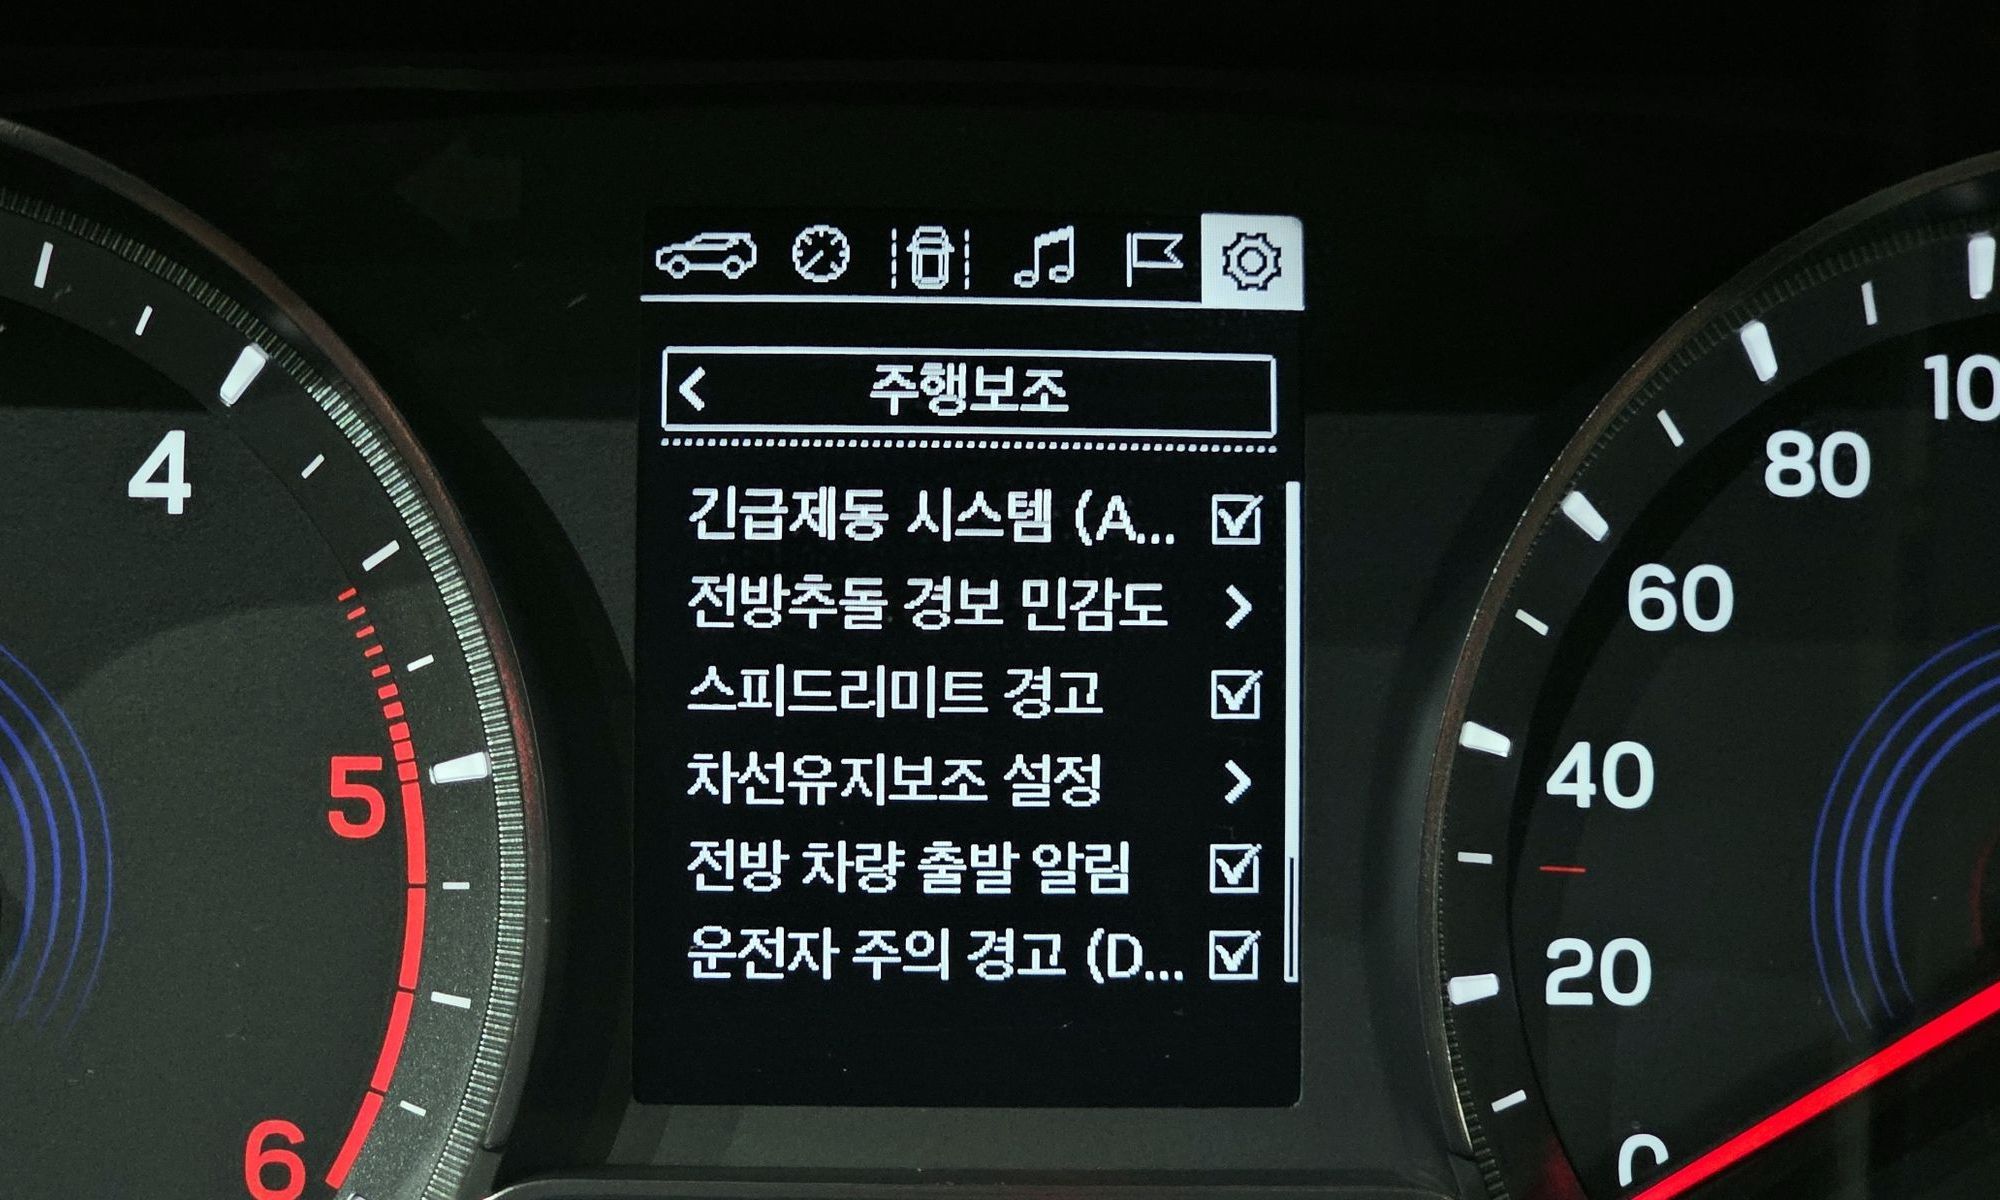 주행보조
긴급제동 시스템 (A...
전방추돌 경보 민감도
스피드리미트 경고
차선유지보조 설정
전방 차량 출발 알림
운전자 주의 경고 (D...
4
5
6
100
80
60
40
20
0